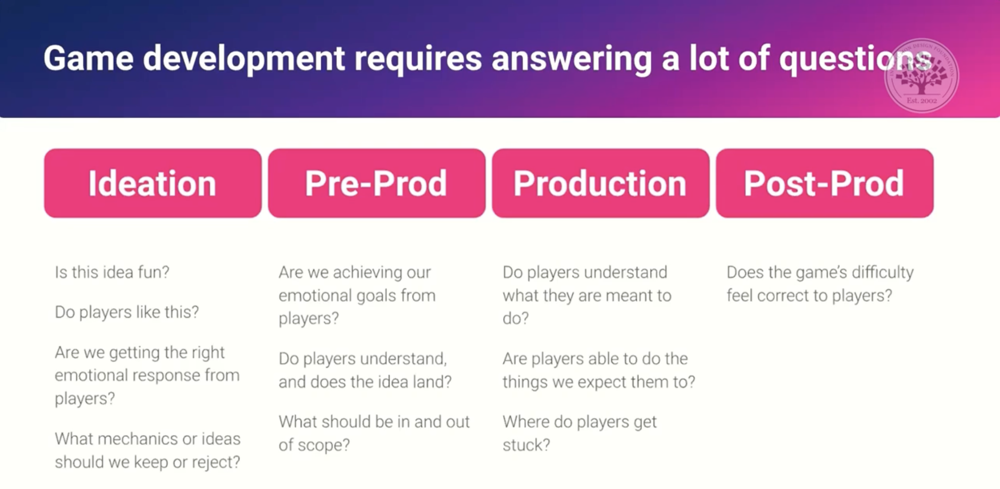 Game development requires answering a lot of questions
INTERACTION DESIGN FOUNDATION
Est. 2002
Ideation
Pre-Prod
Production
Post-Prod
Is this idea fun?
Do players like this?
Are we getting the right
emotional response from
players?
What mechanics or ideas
should we keep or reject?
Are we achieving our
emotional goals from
players?
Do players understand,
and does the idea land?
What should be in and out
of scope?
Do players understand
what they are meant to
do?
Are players able to do the
things we expect them to?
Where do players get
stuck?
Does the game’s difficulty
feel correct to players?